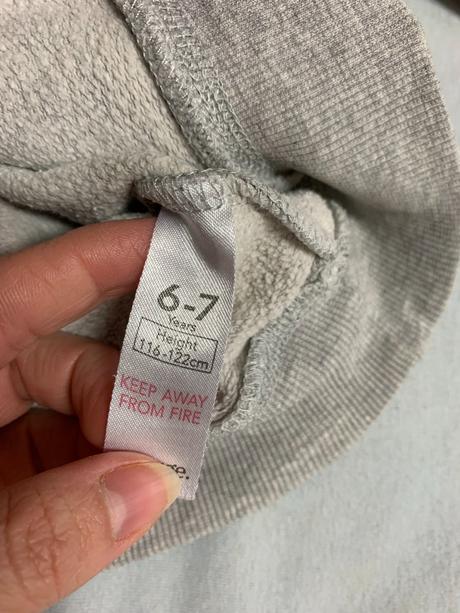 6-7
Years
Height
116-122cm
KEEP AWAY
FROM FIRE